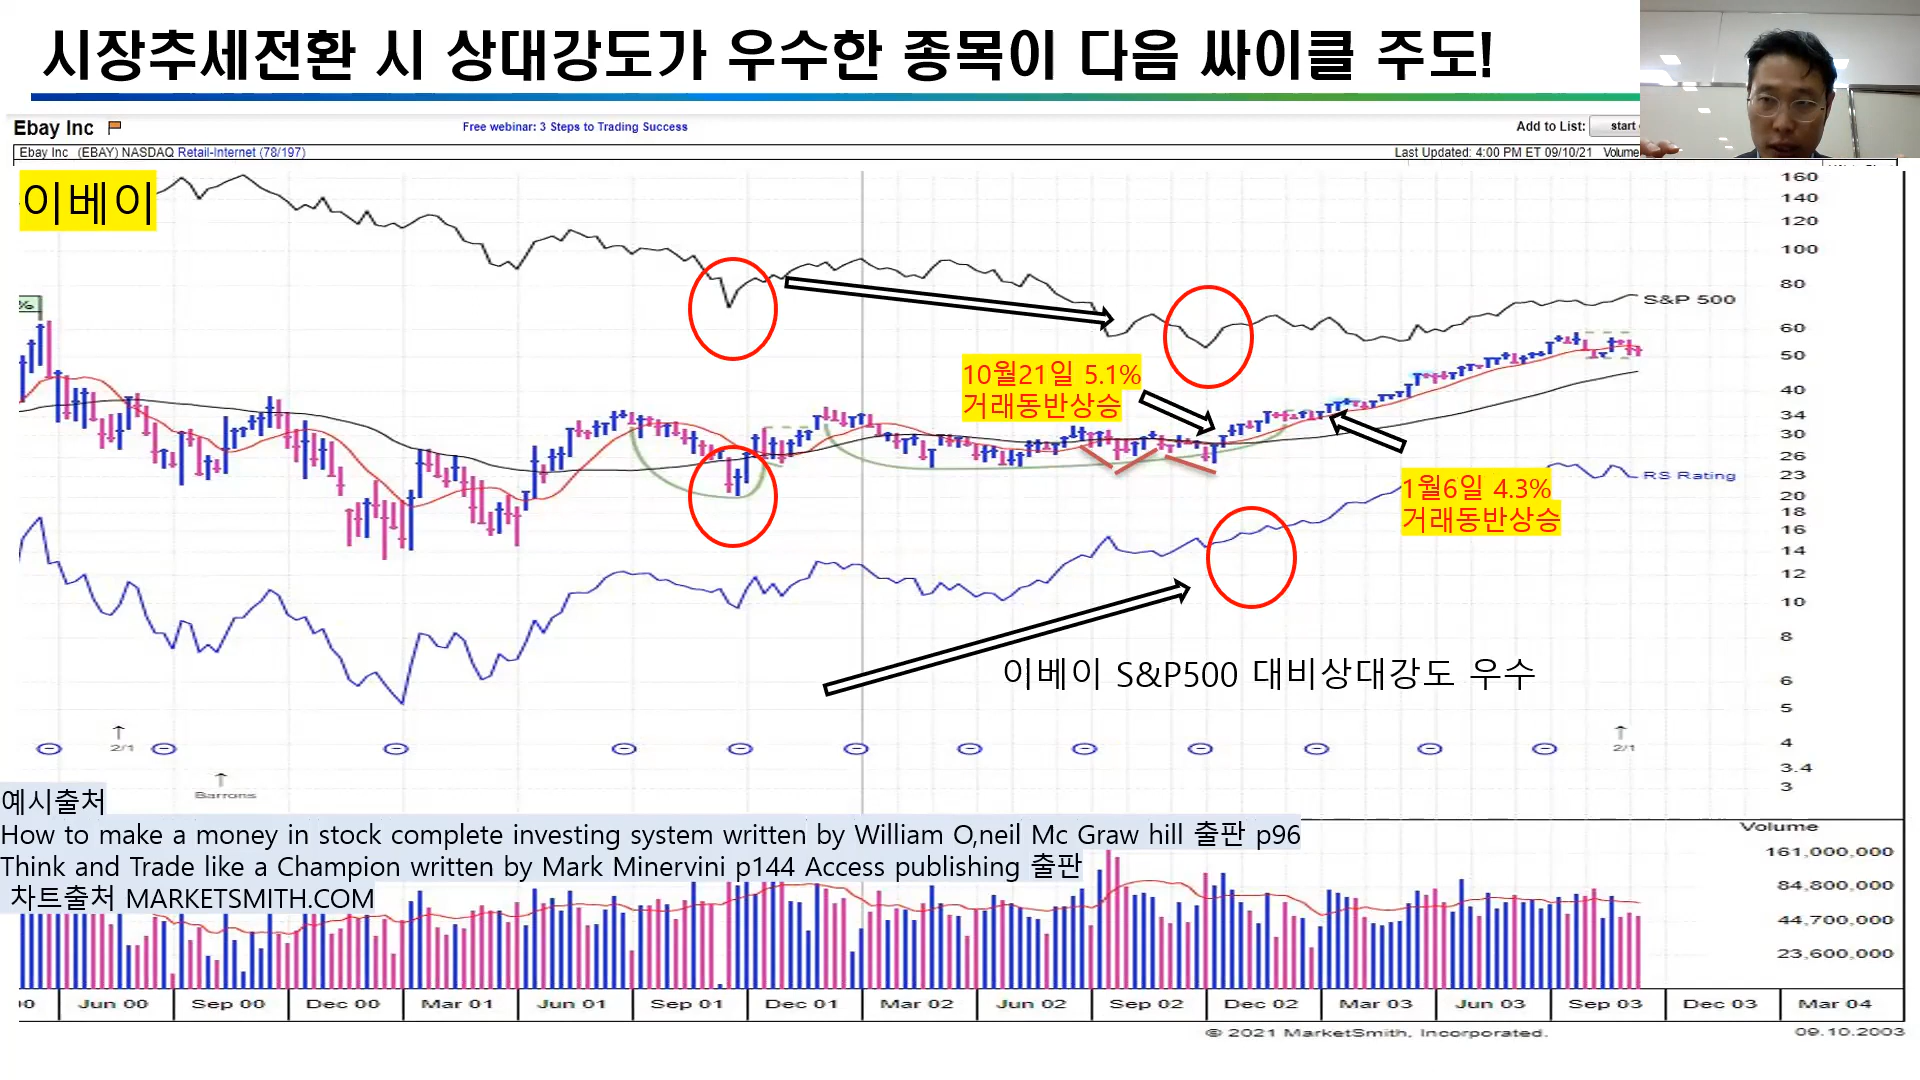 시장추세전환 시 상대강도가 우수한 종목이 다음 싸이클 주도!
Ebay Inc
Free webinar: 3 Steps to Trading Success
Add to List: start
Ebay Inc (EBAY) NASDAQ Retail-Internet (78/197)
Last Updated: 4:00 PM ET 09/10/21 Volume
이베이
160
140
120
100
80
S&P 500
60
50
10월21일 5.1%
거래동반상승
40
34
30
26
23
RS Rating
1월6일 4.3%
거래동반상승
20
18
16
14
12
10
8
이베이 S&P500 대비상대강도 우수
6
5
4
3.4
3
2/1
2/1
Barrons
예시출처
How to make a money in stock complete investing system written by William O,neil Mc Graw hill 출판 p96
Think and Trade like a Champion written by Mark Minervini p144 Access publishing 출판
차트출처 MARKETSMITH.COM
Volume
161,000,000
84,800,000
44,700,000
23,600,000
Jun 00 Sep 00 Dec 00 Mar 01 Jun 01 Sep 01 Dec 01 Mar 02 Jun 02 Sep 02 Dec 02 Mar 03 Jun 03 Sep 03 Dec 03 Mar 04
© 2021 MarketSmith, Incorporated.
09.10.2003